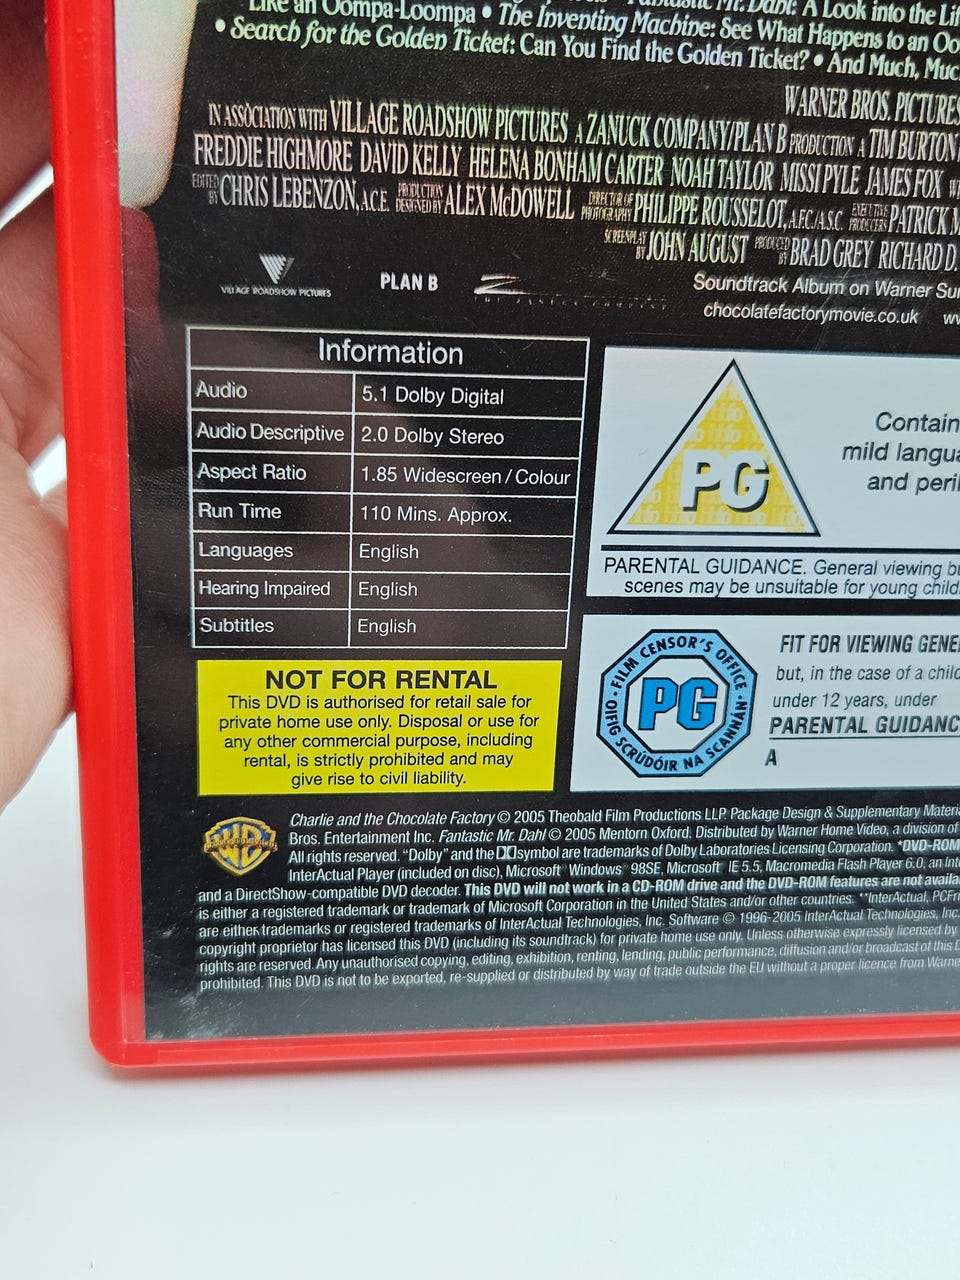 Like an Oompa-Loompa • The Inventing Machine: See What Happens to an Oo
Mr. Dahl: A Look into the Li
• Search for the Golden Ticket: Can You Find the Golden Ticket? • And Much, Muc
WARNER BROS. PICTURES
IN ASSOCIATION WITH VILLAGE ROADSHOW PICTURES A ZANUCK COMPANY/PLAN B PRODUCTION A TIM BURTON
FREDDIE HIGHMORE DAVID KELLY HELENA BONHAM CARTER NOAH TAYLOR MISSI PYLE JAMES FOX
EDITED BY CHRIS LEBENZON, A.C.E. PRODUCTION DESIGNED BY ALEX McDOWELL DIRECTOR OF PHOTOGRAPHY PHILIPPE ROUSSELOT, A.F.C./A.S.C. EXECUTIVE PRODUCERS PATRICK M
SCREENPLAY BY JOHN AUGUST PRODUCED BY BRAD GREY RICHARD D.
VILLAGE ROADSHOW PICTURES
PLAN B
Soundtrack Album on Warner Su
chocolatefactorymovie.co.uk ww
Information
Audio 5.1 Dolby Digital
Audio Descriptive 2.0 Dolby Stereo
Aspect Ratio 1.85 Widescreen / Colour
Run Time 110 Mins. Approx.
Languages English
Hearing Impaired English
Subtitles English
PG
Contain
mild langua
and peril
PARENTAL GUIDANCE. General viewing bu
scenes may be unsuitable for young child
FILM CENSOR'S OFFICE
OIFIG SCRÚDÓIR NA SCANNÁN
PG
FIT FOR VIEWING GENE
but, in the case of a child
under 12 years, under
PARENTAL GUIDANC
A
NOT FOR RENTAL
This DVD is authorised for retail sale for
private home use only. Disposal or use for
any other commercial purpose, including
rental, is strictly prohibited and may
give rise to civil liability.
WB
Charlie and the Chocolate Factory © 2005 Theobald Film Productions LLP. Package Design & Supplementary Materia
Bros. Entertainment Inc. Fantastic Mr. Dahl © 2005 Mentorn Oxford. Distributed by Warner Home Video, a division of
All rights reserved. "Dolby" and the symbol are trademarks of Dolby Laboratories Licensing Corporation. *DVD-ROM
InterActual Player (included on disc), Microsoft Windows 98SE, Microsoft IE 5.5, Macromedia Flash Player 6.0, an Int
and a DirectShow-compatible DVD decoder. This DVD will not work in a CD-ROM drive and the DVD-ROM features are not availa
is either a registered trademark or trademark of Microsoft Corporation in the United States and/or other countries. **InterActual, PCFr
are either trademarks or registered trademarks of InterActual Technologies, Inc. Software © 1996-2005 InterActual Technologies, Inc.
copyright proprietor has licensed this DVD (including its soundtrack) for private home use only. Unless otherwise expressly licensed by
rights are reserved. Any unauthorised copying, editing, exhibition, renting, lending, public performance, diffusion and/or broadcast of this D
prohibited. This DVD is not to be exported, re-supplied or distributed by way of trade outside the EU without a proper licence from Warne